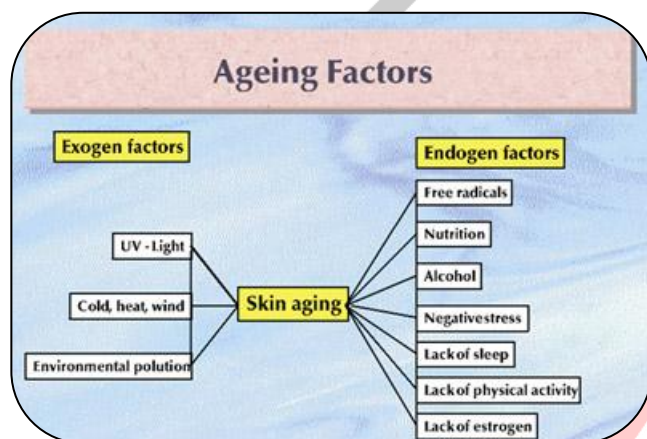 Ageing Factors
Exogen factors
UV - Light
Cold, heat, wind
Environmental polution
Skin aging
Endogen factors
Free radicals
Nutrition
Alcohol
Negativestress
Lack of sleep
Lack of physical activity
Lack of estrogen